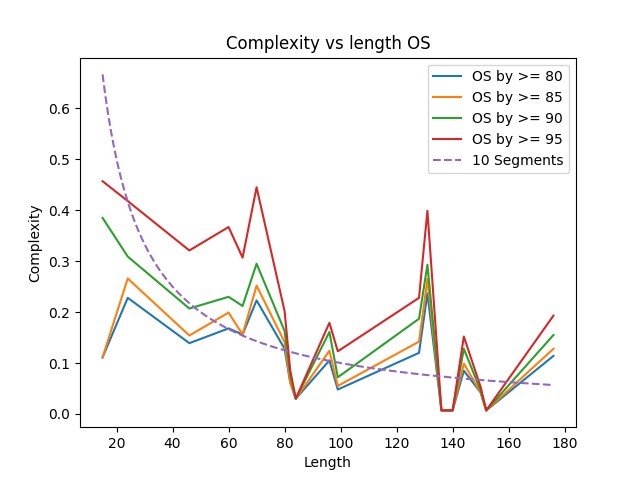 Complexity vs length OS
OS by >= 80
OS by >= 85
OS by >= 90
OS by >= 95
10 Segments
Complexity
0.6
0.5
0.4
0.3
0.2
0.1
0.0
20 40 60 80 100 120 140 160 180
Length